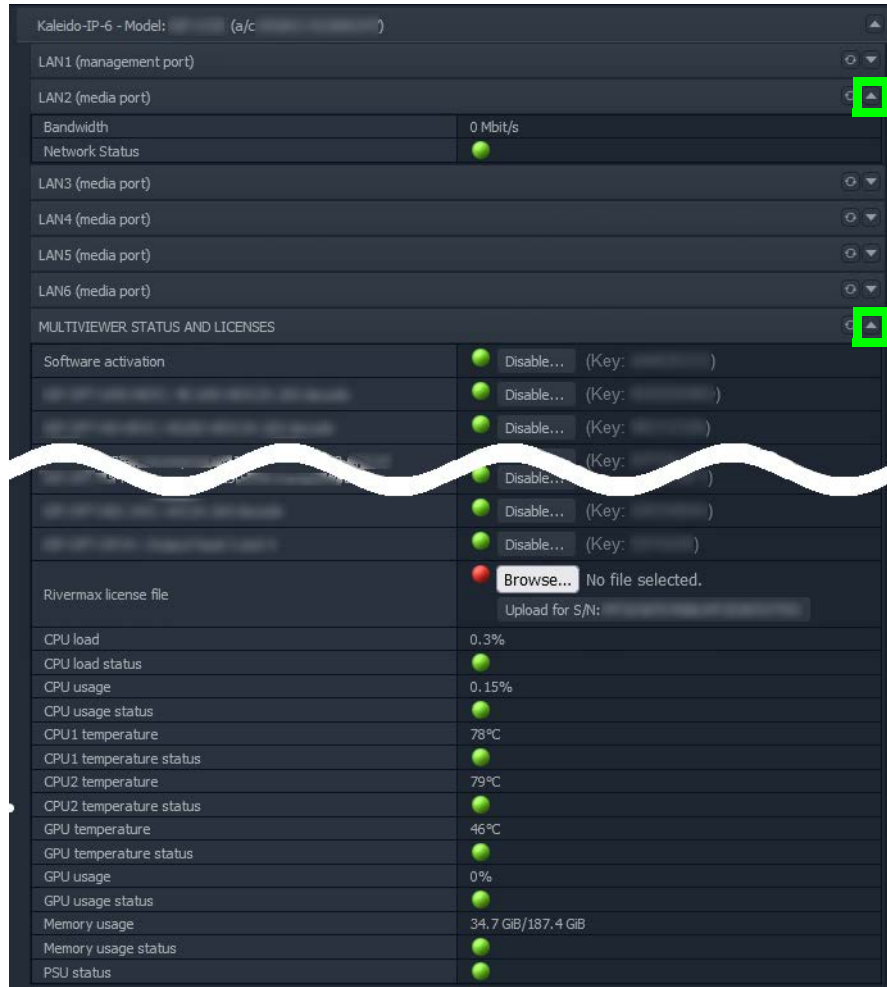 Kaleido-IP-6 - Model: (a/c )
LAN1 (management port)
LAN2 (media port)
Bandwidth 0 Mbit/s
Network Status
LAN3 (media port)
LAN4 (media port)
LAN5 (media port)
LAN6 (media port)
MULTIVIEWER STATUS AND LICENSES
Software activation Disable... (Key: )
Disable... (Key: )
Disable... (Key: )
(Key:
Disable... )
Disable... (Key: )
Disable... (Key: )
Rivermax license file Browse... No file selected.
Upload for S/N:
CPU load 0.3%
CPU load status
CPU usage 0.15%
CPU usage status
CPU1 temperature 78°C
CPU1 temperature status
CPU2 temperature 79°C
CPU2 temperature status
GPU temperature 46°C
GPU temperature status
GPU usage 0%
GPU usage status
Memory usage 34.7 GiB/187.4 GiB
Memory usage status
PSU status